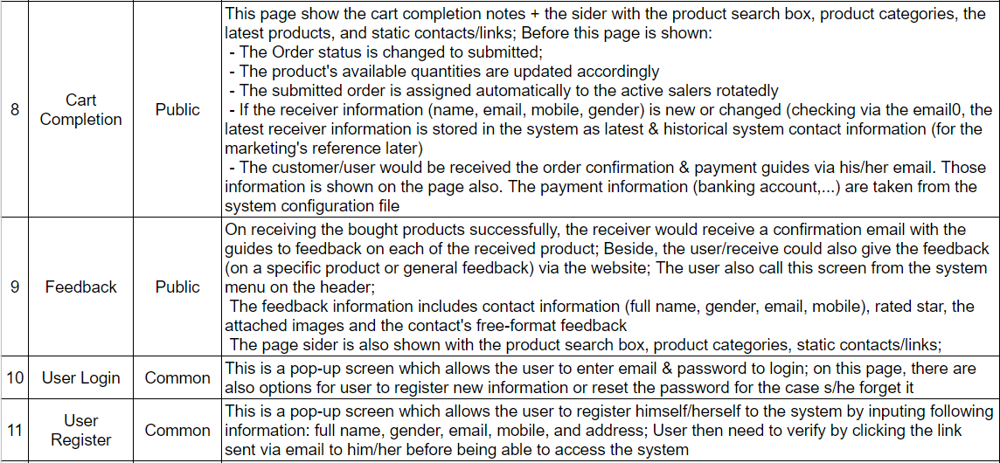 This page show the cart completion notes + the sider with the product search box, product categories, the
latest products, and static contacts/links; Before this page is shown:
- The Order status is changed to submitted;
- The product's available quantities are updated accordingly
- The submitted order is assigned automatically to the active salers rotatedly
8
Cart
Completion
Public
- If the receiver information (name, email, mobile, gender) is new or changed (checking via the email0, the
latest receiver information is stored in the system as latest & historical system contact information (for the
marketing's reference later)
- The customer/user would be received the order confirmation & payment guides via his/her email. Those
information is shown on the page also. The payment information (banking account,...) are taken from the
system configuration file
9
Feedback
Public
On receiving the bought products successfully, the receiver would receive a confirmation email with the
guides to feedback on each of the received product; Beside, the user/receive could also give the feedback
(on a specific product or general feedback) via the website; The user also call this screen from the system
menu on the header;
The feedback information includes contact information (full name, gender, email, mobile), rated star, the
attached images and the contact's free-format feedback
The page sider is also shown with the product search box, product categories, static contacts/links;
10
User Login
Common
This is a pop-up screen which allows the user to enter email & password to login; on this page, there are
also options for user to register new information or reset the password for the case s/he forget it
11
User
Register
Common
This is a pop-up screen which allows the user to register himself/herself to the system by inputing following
information: full name, gender, email, mobile, and address; User then need to verify by clicking the link
sent via email to him/her before being able to access the system